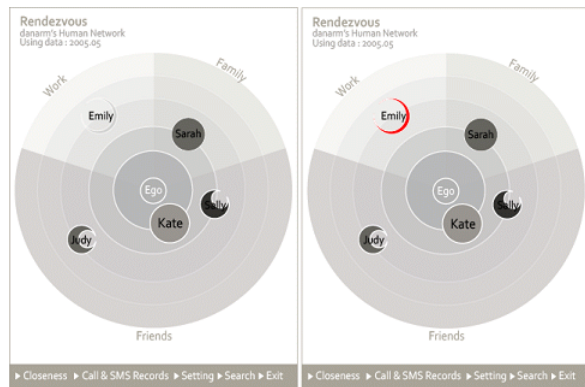 Rendezvous
danarm's Human Network
Using data : 2005.05
Work
Family
Emily
Sarah
Ego
Sally
Kate
Judy
Friends
▶ Closeness ▶ Call & SMS Records ▶ Setting ▶ Search ▶ Exit
Rendezvous
danarm's Human Network
Using data : 2005.05
Work
Family
Emily
Sarah
Ego
Sally
Kate
Judy
Friends
▶ Closeness ▶ Call & SMS Records ▶ Setting ▶ Search ▶ Exit